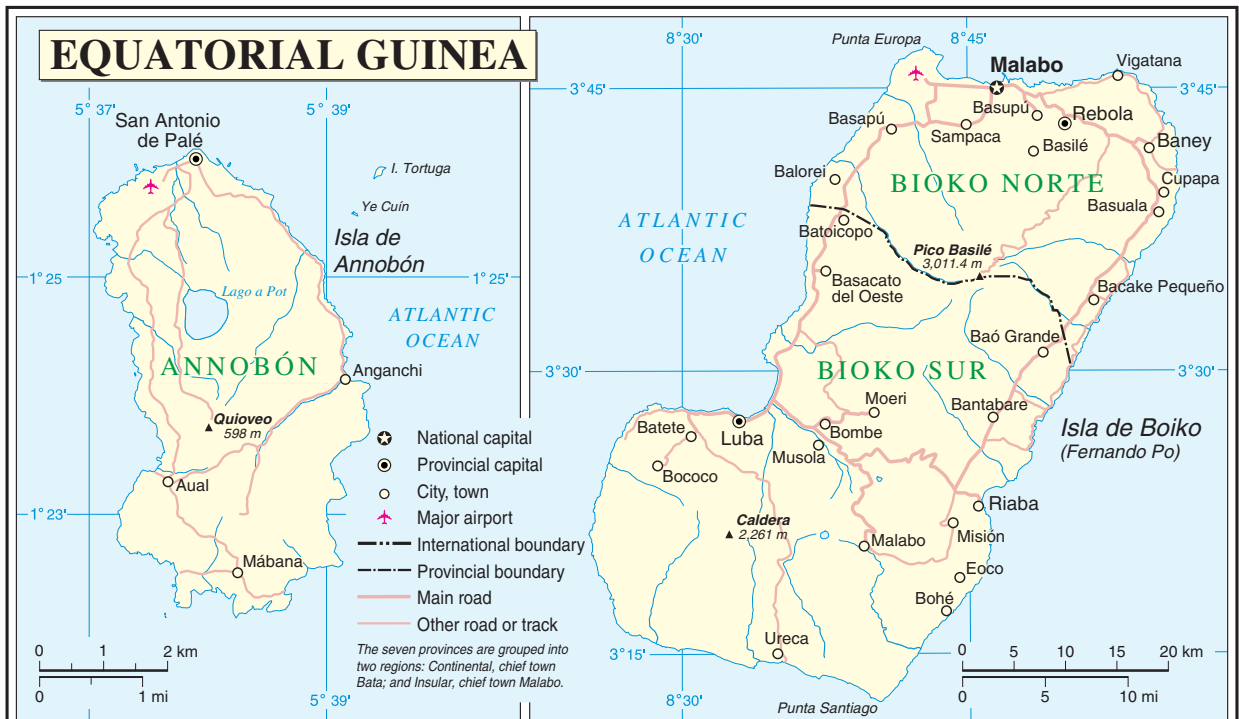 EQUATORIAL GUINEA
5° 37'
5° 39'
San Antonio
de Palé
I. Tortuga
Ye Cuín
Isla de
Annobón
1° 25'
1° 25'
Lago a Pot
ATLANTIC
OCEAN
ANNOBÓN
Anganchi
Quioveo
598 m
Aual
1° 23'
Mábana
5° 39'
0 1 2 km
0 1 mi
National capital
Provincial capital
City, town
Major airport
International boundary
Provincial boundary
Main road
Other road or track
The seven provinces are grouped into
two regions: Continental, chief town
Bata; and Insular, chief town Malabo.
8° 30'
8° 45'
Punta Europa
Malabo
Vigatana
3° 45'
3° 45'
Basupú
Rebola
Basapú
Sampaca
Basilé
Baney
Balorei
BIOKO NORTE
Cupapa
Basuala
ATLANTIC
OCEAN
Batoicopo
Pico Basilé
3,011.4 m
Basacato
del Oeste
Bacake Pequeño
Baó Grande
3° 30'
BIOKO SUR
3° 30'
Moeri
Bantabare
Batete
Luba
Bombe
Isla de Boiko
(Fernando Po)
Musola
Bococo
Riaba
Caldera
2,261 m
Malabo
Misión
Eoco
Bohé
Ureca
3° 15'
0 5 10 15 20 km
0 5 10 mi
8° 30'
Punta Santiago